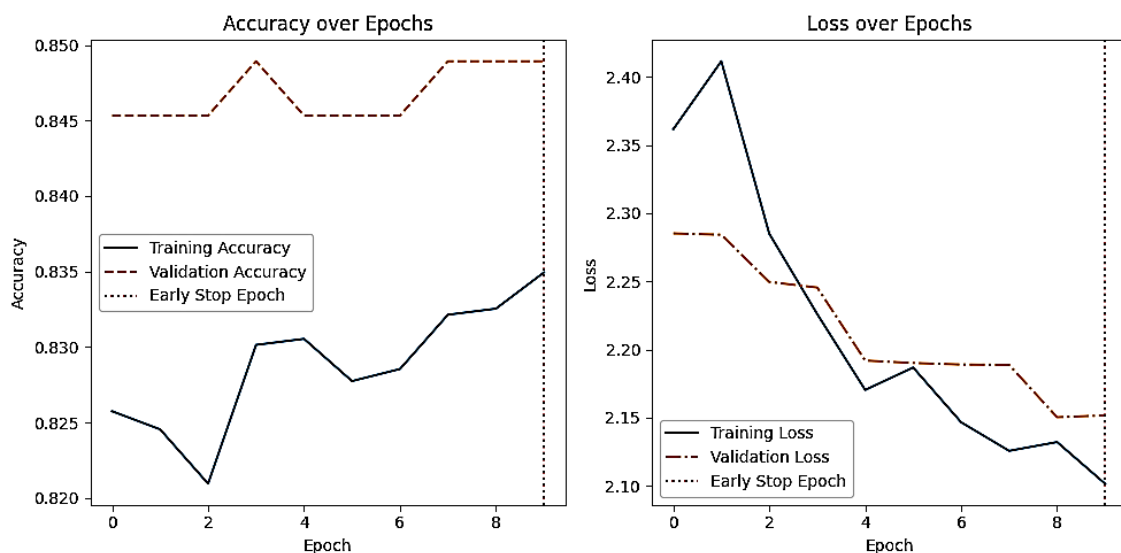 Accuracy over Epochs
0.850
0.845
0.840
0.835
0.830
0.825
0.820
Accuracy
Training Accuracy
Validation Accuracy
Early Stop Epoch
0
2
4
6
8
Epoch
Loss over Epochs
2.40
2.35
2.30
2.25
2.20
2.15
2.10
Loss
Training Loss
Validation Loss
Early Stop Epoch
0
2
4
6
8
Epoch